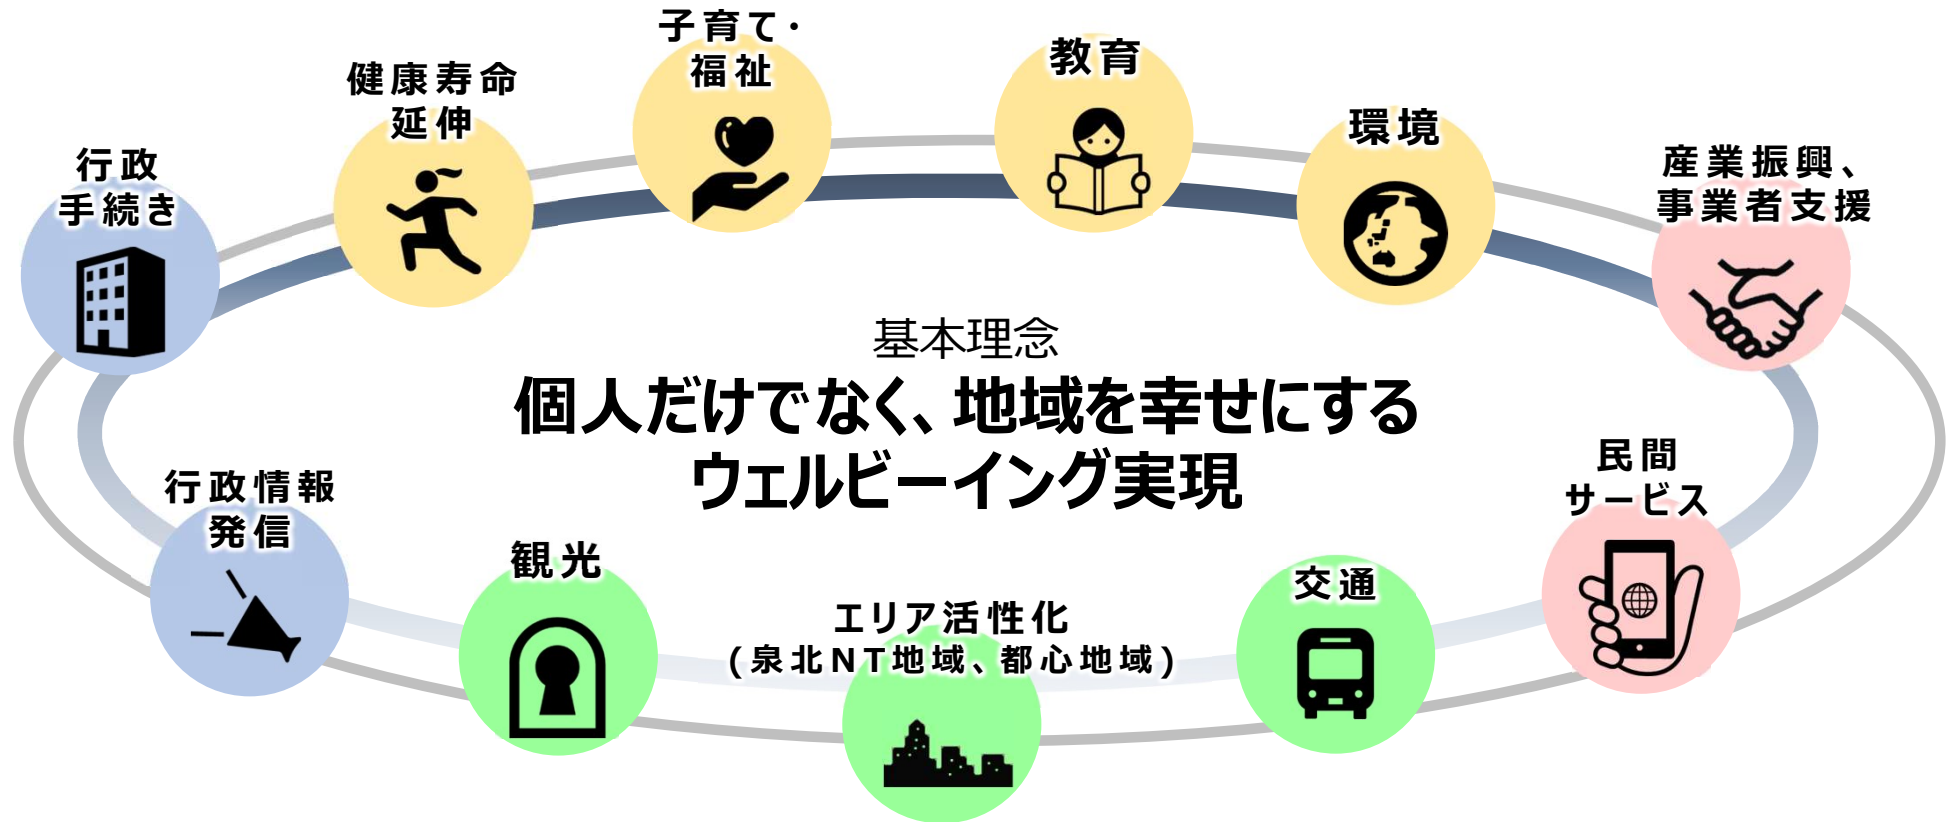 子育て・
福祉
教育
健康寿命
延伸
環境
行政
手続き
産業振興、
事業者支援
基本理念
個人だけでなく、地域を幸せにする
ウェルビーイング実現
行政情報
発信
民間
サービス
観光
エリア活性化
(泉北NT地域、都心地域)
交通